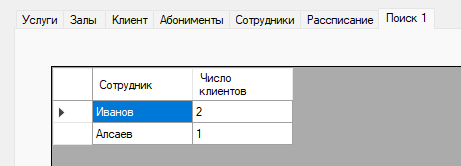 Услуги Залы Клиент Абонименты Сотрудники Рассписание Поиск 1
Сотрудник Число
клиентов
Иванов 2
Алсаев 1